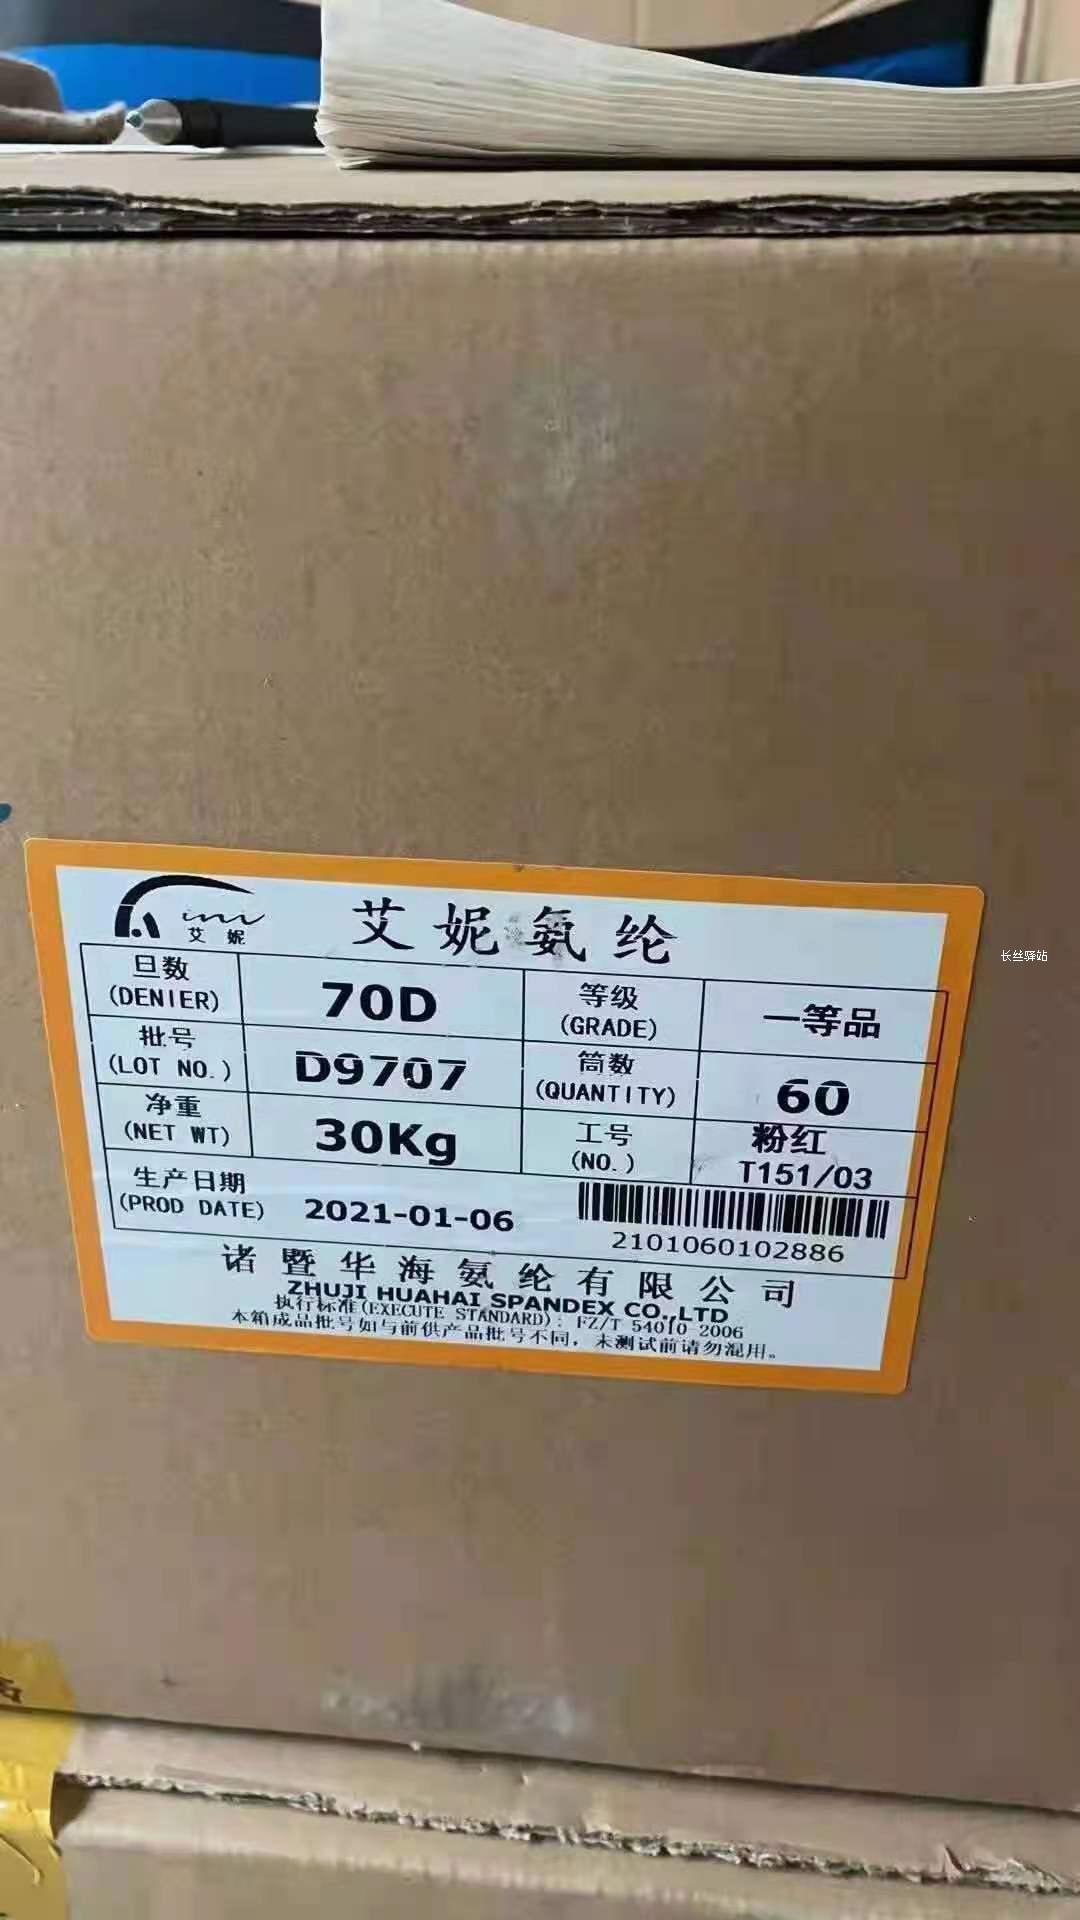 ini
艾妮
艾妮氨纶
旦数
(DENIER)
70D
等级
(GRADE)
一等品
批号
(LOT NO.)
D9707
筒数
(QUANTITY)
60
净重
(NET WT)
30Kg
工号
(NO.)
粉红
T151/03
生产日期
(PROD DATE)
2021-01-06
2101060102886
诸暨华海氨纶有限公司
ZHUJI HUAHAI SPANDEX CO.,LTD
执行标准(EXECUTE STANDARD): FZ/T 54010 2006
本箱成品批号如与前供产品批号不同，未测试前请勿混用。
长丝驿站